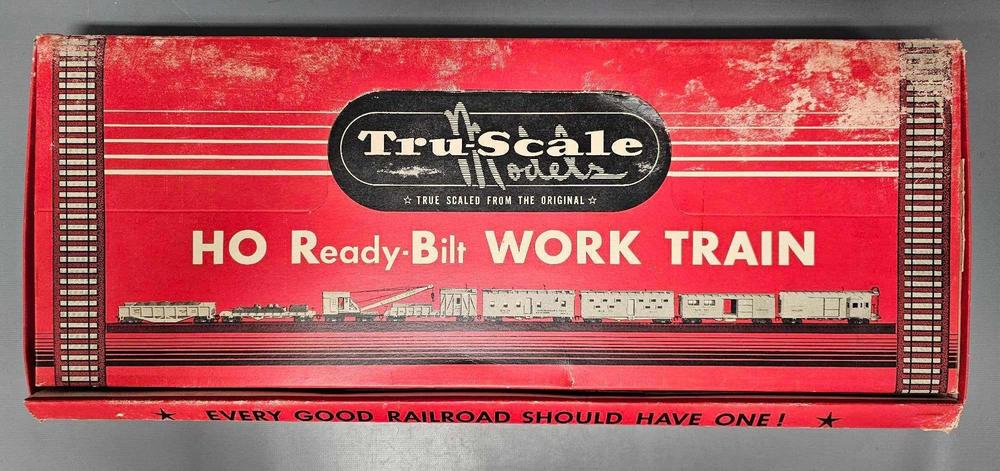 Tru-Scale
Models
☆ TRUE SCALED FROM THE ORIGINAL ☆
HO Ready-Bilt WORK TRAIN
★ EVERY GOOD RAILROAD SHOULD HAVE ONE! ★